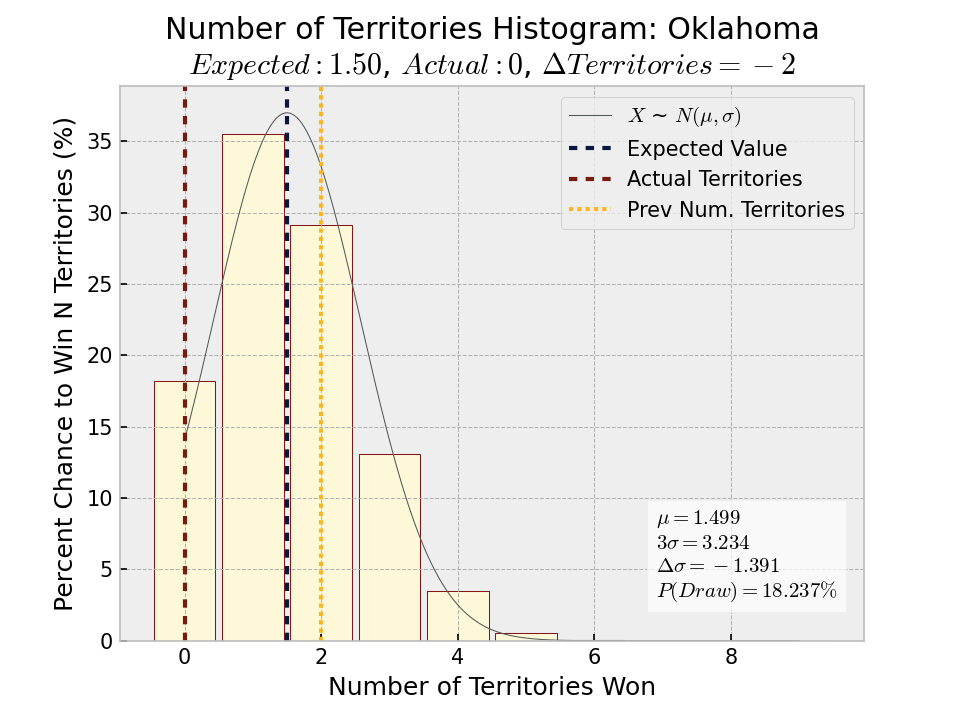 Number of Territories Histogram: Oklahoma
Expected : 1.50, Actual : 0, ΔTerritories = −2
X ~ N(μ, σ)
Expected Value
Actual Territories
Prev Num. Territories
Percent Chance to Win N Territories (%)
35
30
25
20
15
10
5
0
μ = 1.499
3σ = 3.234
Δσ = −1.391
P(Draw) = 18.237%
0 2 4 6 8
Number of Territories Won